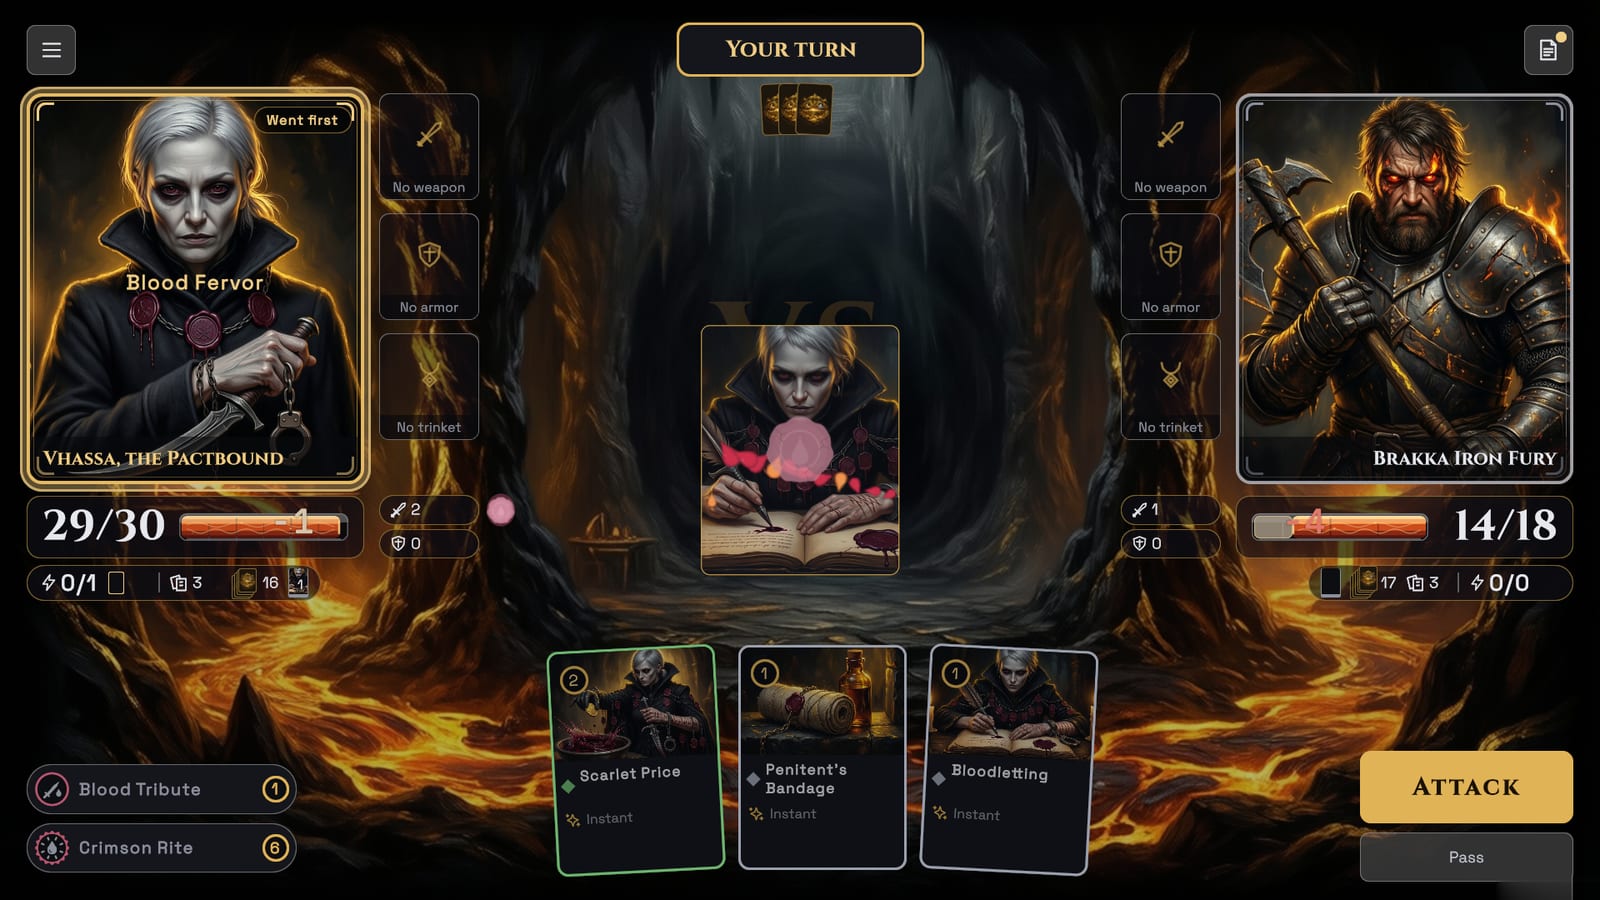 Your turn
Went first
Blood Fervor
Vhassa, the Pactbound
No weapon
No armor
No trinket
29/30
-1
2
0
0/1
3
16
1
VS
No weapon
No armor
No trinket
Brakka Iron Fury
1
0
-4
14/18
17
3
0/0
Blood Tribute
1
Crimson Rite
6
2
Scarlet Price
Instant
1
Penitent's
Bandage
Instant
1
Bloodletting
Instant
Attack
Pass